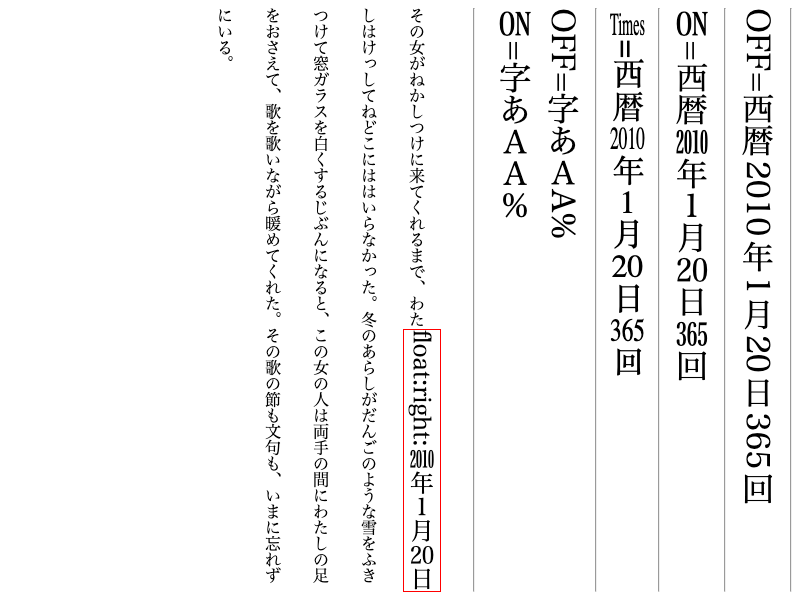 OFF=西暦2010年1月20日365回
ON=西暦2010年1月20日365回
Times=西暦2010年1月20日365回
OFF=字あAA%
ON=字あAA%
その女がねかしつけに来てくれるまで、わた
float:right: 2010年1月20日
しはけっしてねどこにははいらなかった。冬のあらしがだんごのような雪をふき
つけて窓ガラスを白くするじぶんになると、この女の人は両手の間にわたしの足
をおさえて、歌を歌いながら暖めてくれた。その歌の節も文句も、いまに忘れず
にいる。